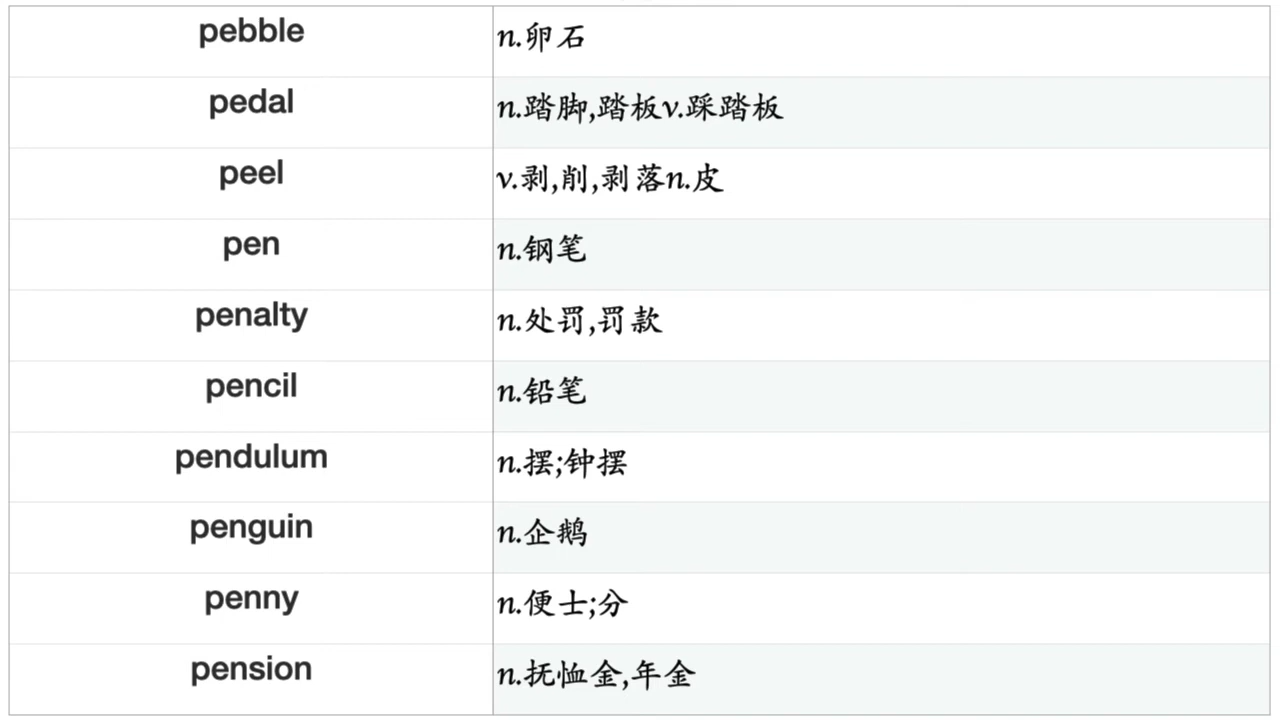 pebble n.卵石
pedal n.踏脚,踏板v.踩踏板
peel v.剥,削,剥落n.皮
pen n.钢笔
penalty n.处罚,罚款
pencil n.铅笔
pendulum n.摆;钟摆
penguin n.企鹅
penny n.便士;分
pension n.抚恤金,年金